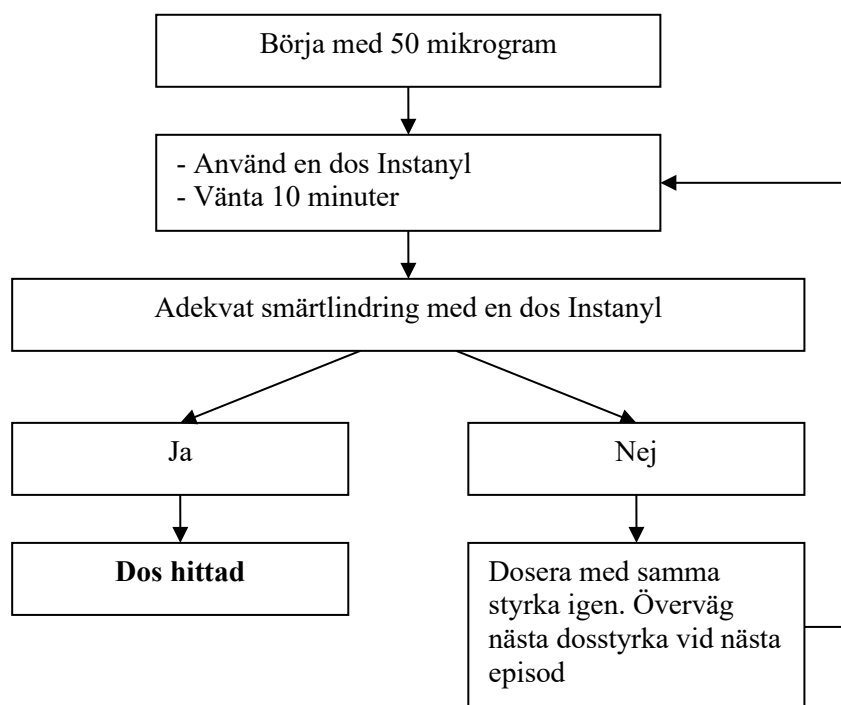 Börja med 50 mikrogram
- Använd en dos Instanyl
- Vänta 10 minuter
Adekvat smärtlindring med en dos Instanyl
Ja
Nej
Dos hittad
Dosera med samma
styrka igen. Överväg
nästa dosstyrka vid nästa
episod